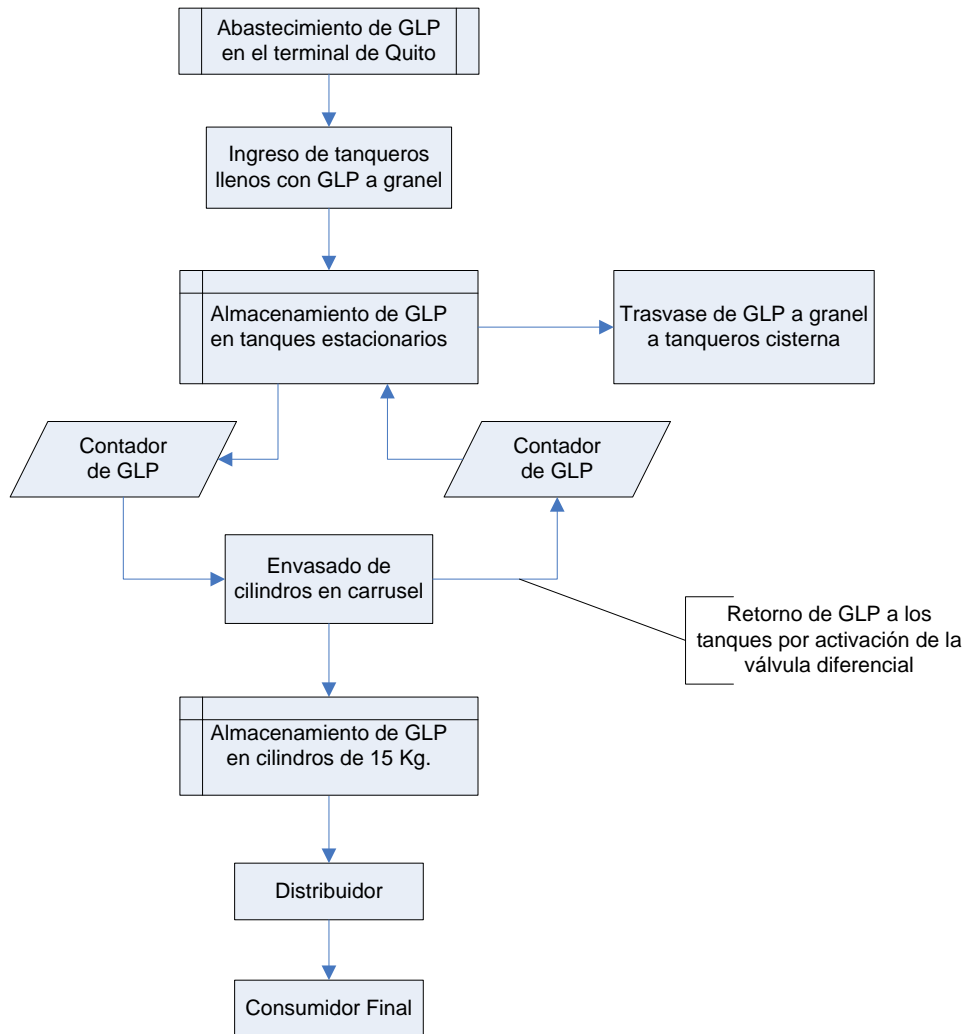 Abastecimiento de GLP
en el terminal de Quito
Ingreso de tanqueros
llenos con GLP a granel
Almacenamiento de GLP
en tanques estacionarios
Trasvase de GLP a granel
a tanqueros cisterna
Contador
de GLP
Contador
de GLP
Envasado de
cilindros en carrusel
Retorno de GLP a los
tanques por activación de la
válvula diferencial
Almacenamiento de GLP
en cilindros de 15 Kg.
Distribuidor
Consumidor Final